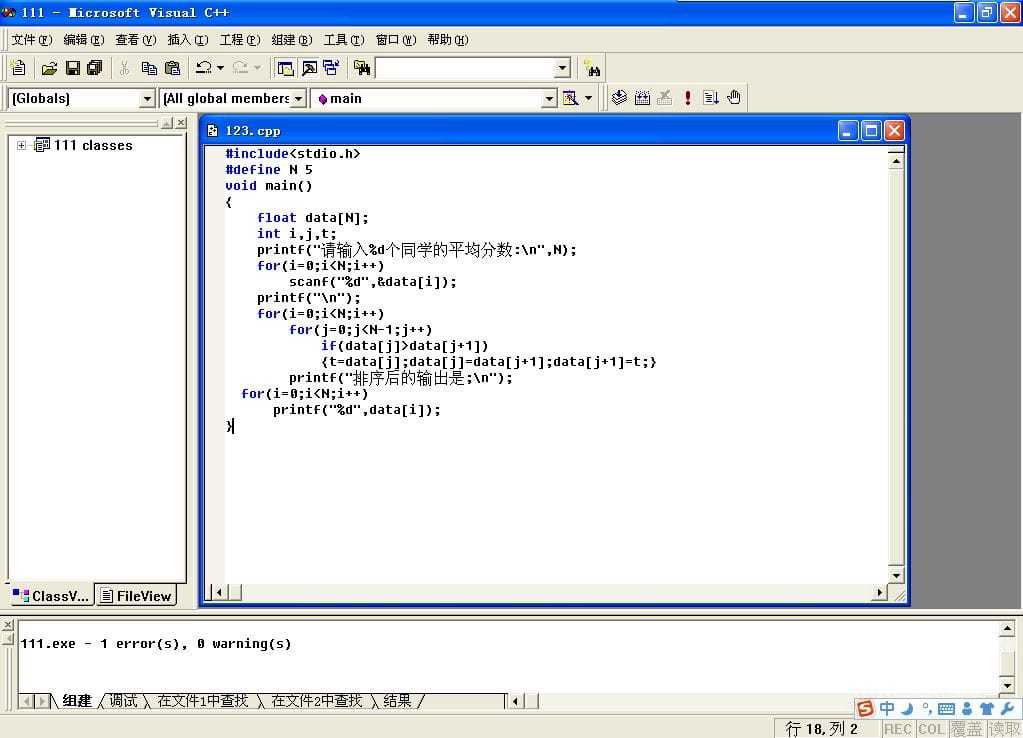 111 - Microsoft Visual C++
文件(F) 编辑(E) 查看(V) 插入(I) 工程(P) 组建(B) 工具(T) 窗口(W) 帮助(H)
(Globals) (All global members main
111 classes
ClassV... FileView
123.cpp
#include<stdio.h>
#define N 5
void main()
{
float data[N];
int i,j,t;
printf("请输入%d个同学的平均分数:\n",N);
for(i=0;i<N;i++)
scanf("%d",&data[i]);
printf("\n");
for(i=0;i<N;i++)
for(j=0;j<N-1;j++)
if(data[j]>data[j+1])
{t=data[j];data[j]=data[j+1];data[j+1]=t;}
printf("排序后的输出是;\n");
for(i=0;i<N;i++)
printf("%d",data[i]);
}
111.exe - 1 error(s), 0 warning(s)
组建 调试 在文件1中查找 在文件2中查找 结果
S 中
行 18,列 2 REC COL 覆盖 读取